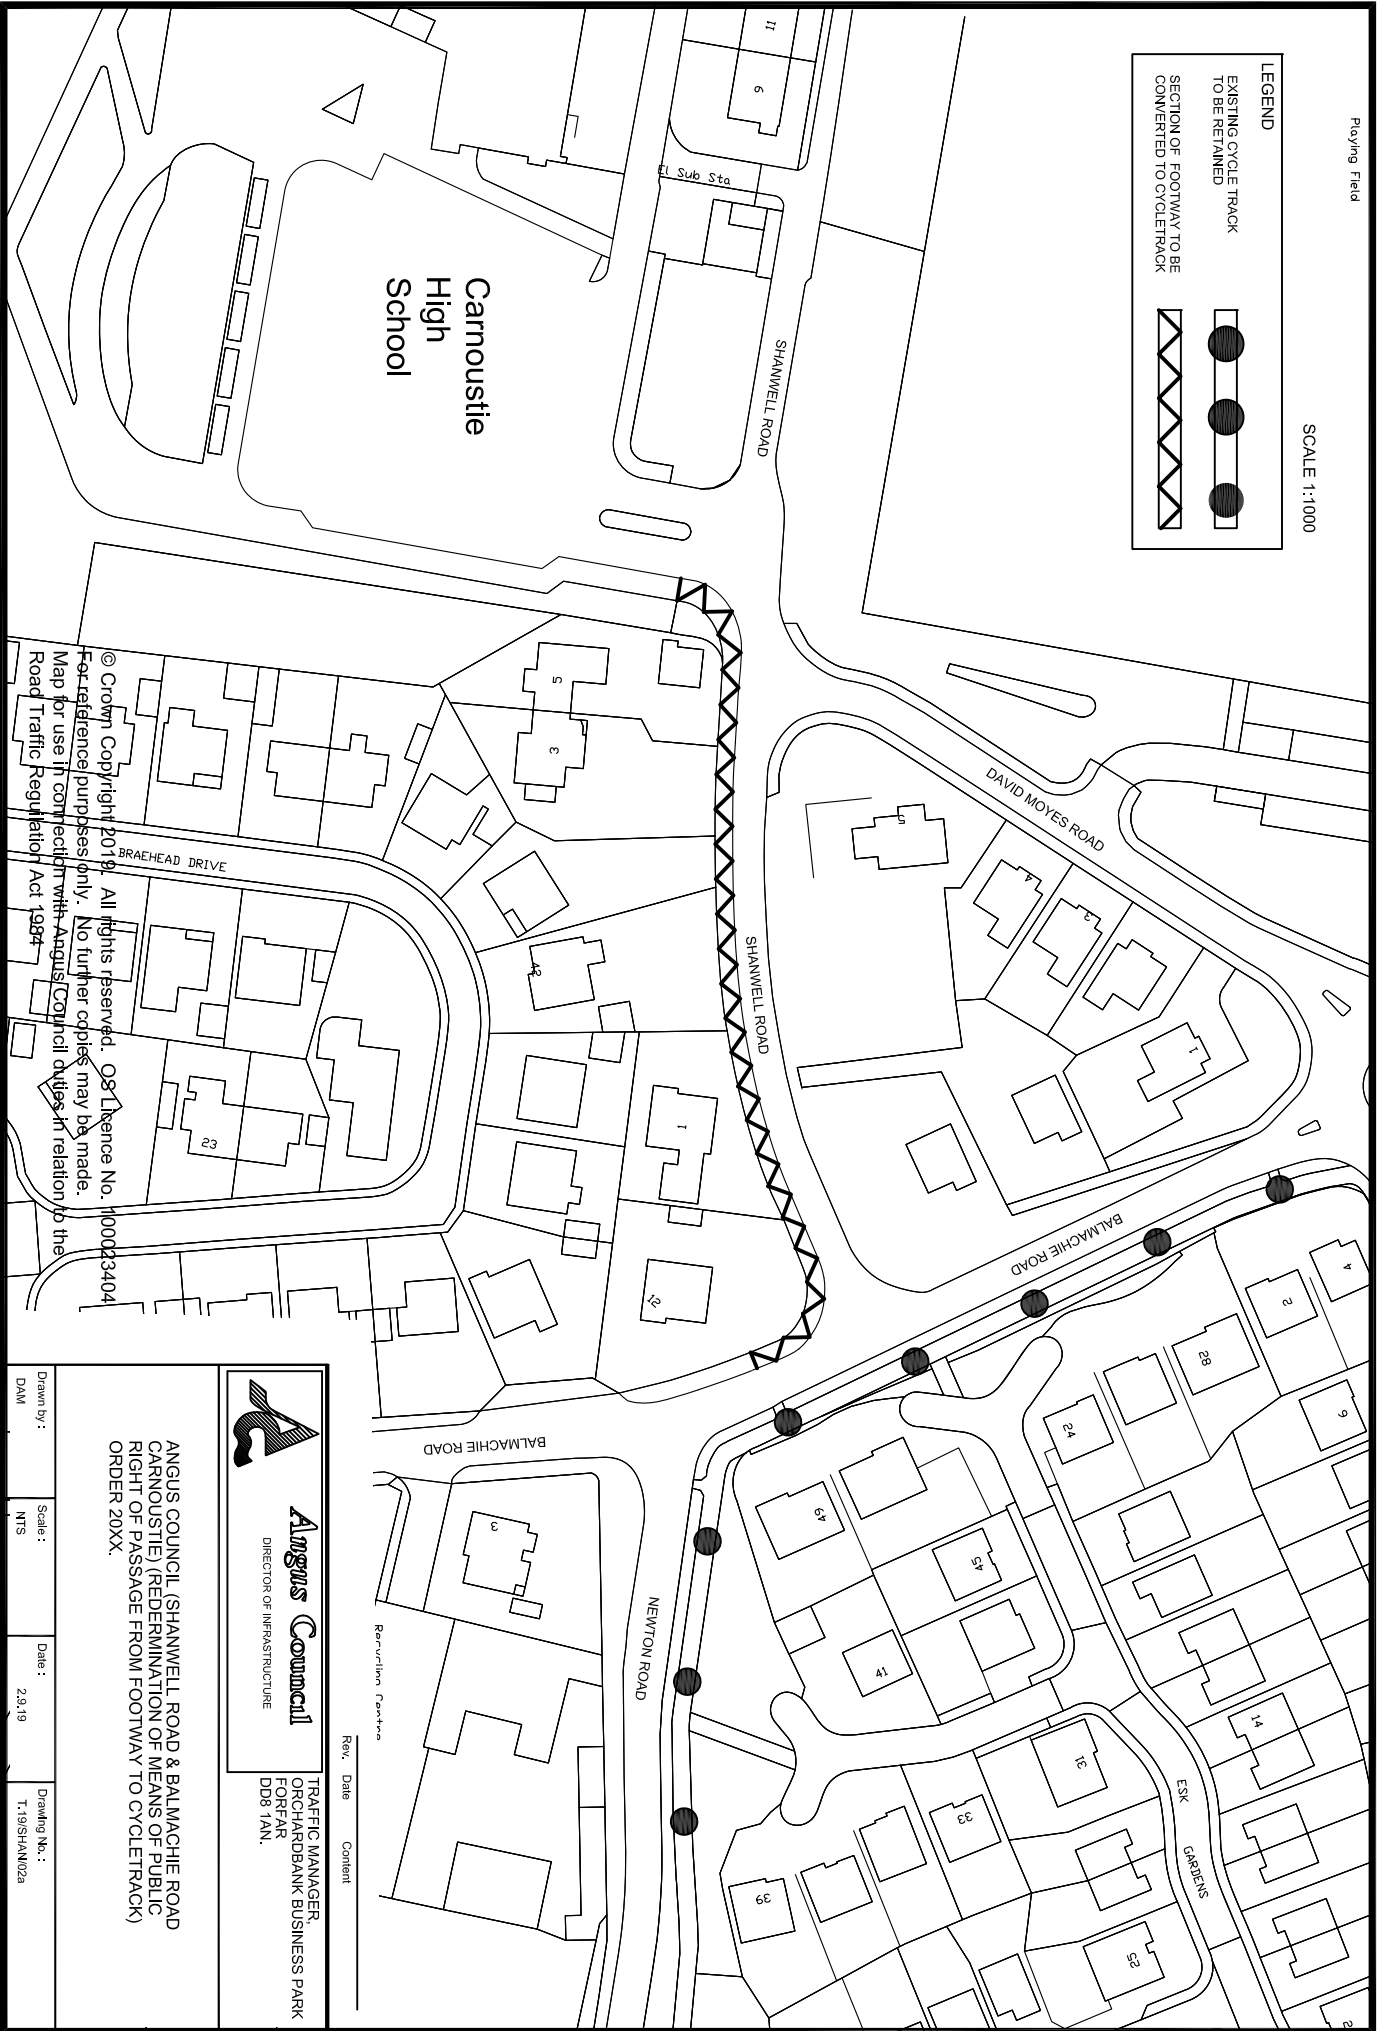 Playing Field
SCALE 1:1000
LEGEND
EXISTING CYCLE TRACK
TO BE RETAINED
SECTION OF FOOTWAY TO BE
CONVERTED TO CYCLETRACK
11
9
El Sub Sta
Carnoustie
High
School
SHANWELL ROAD
DAVID MOYES ROAD
5
4
3
1
SHANWELL ROAD
BALMACHIE ROAD
5
3
42
1
12
BRAEHEAD DRIVE
23
4
2
28
9
24
49
45
41
14
31
33
39
25
2
ESK
GARDENS
NEWTON ROAD
BALMACHIE ROAD
3
Recycling Centre
© Crown Copyright 2019. All rights reserved. OS Licence No. 100023404
For reference purposes only. No further copies may be made.
Map for use in connection with Angus Council duties in relation to the
Road Traffic Regulation Act 1984
Rev. Date Content
Angus Council
DIRECTOR OF INFRASTRUCTURE
TRAFFIC MANAGER,
ORCHARDBANK BUSINESS PARK
FORFAR
DD8 1AN.
ANGUS COUNCIL (SHANWELL ROAD & BALMACHIE ROAD
CARNOUSTIE) (REDERMINATION OF MEANS OF PUBLIC
RIGHT OF PASSAGE FROM FOOTWAY TO CYCLETRACK)
ORDER 20XX.
Drawn by: Scale: Date: Drawing No.:
DAM NTS 2.9.19 T.19/SHAN/02a